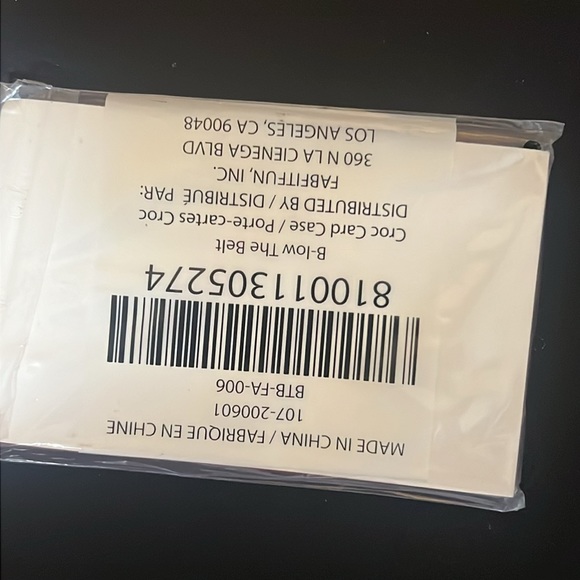 MADE IN CHINA / FABRIQUE EN CHINE
107-200601
BTB-FA-006
810011305274
B-low The Belt
Croc Card Case / Porte-cartes Croc
DISTRIBUTED BY / DISTRIBUÉ PAR:
FABFITFUN, INC.
360 N LA CIENEGA BLVD
LOS ANGELES, CA 90048